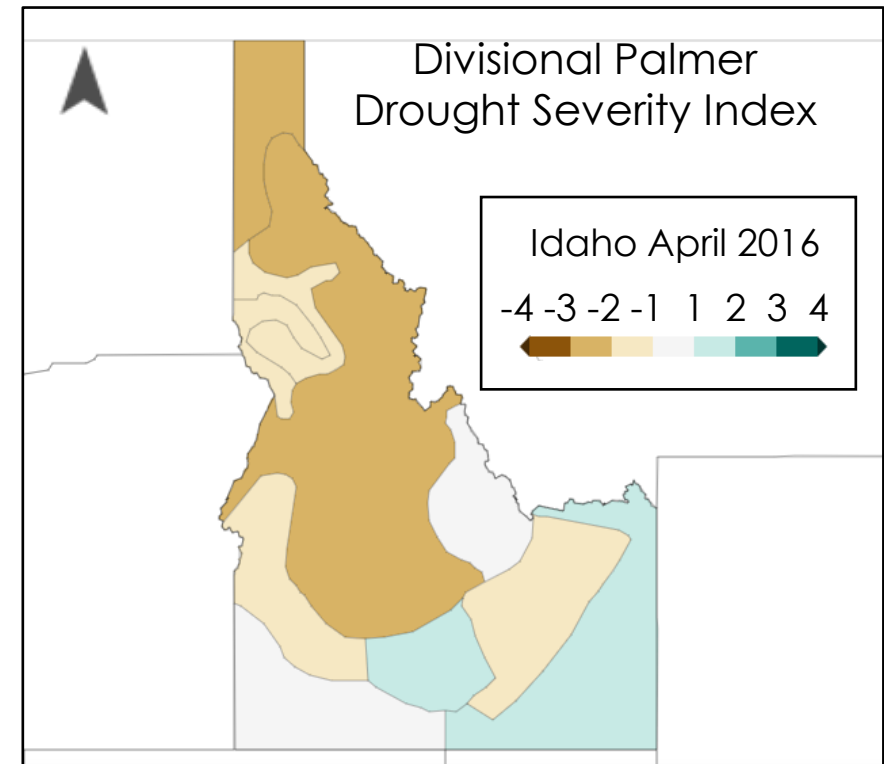 Divisional Palmer
Drought Severity Index
Idaho April 2016
-4 -3 -2 -1 1 2 3 4